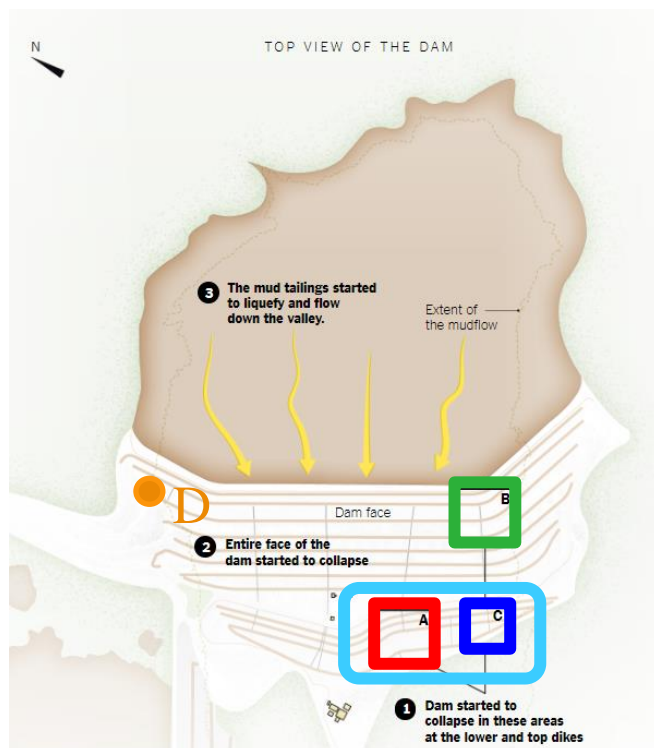 N
TOP VIEW OF THE DAM
3 The mud tailings started
to liquefy and flow
down the valley.
Extent of
the mudflow
B
D
Dam face
2 Entire face of the
dam started to collapse
A
C
1 Dam started to
collapse in these areas
at the lower and top dikes